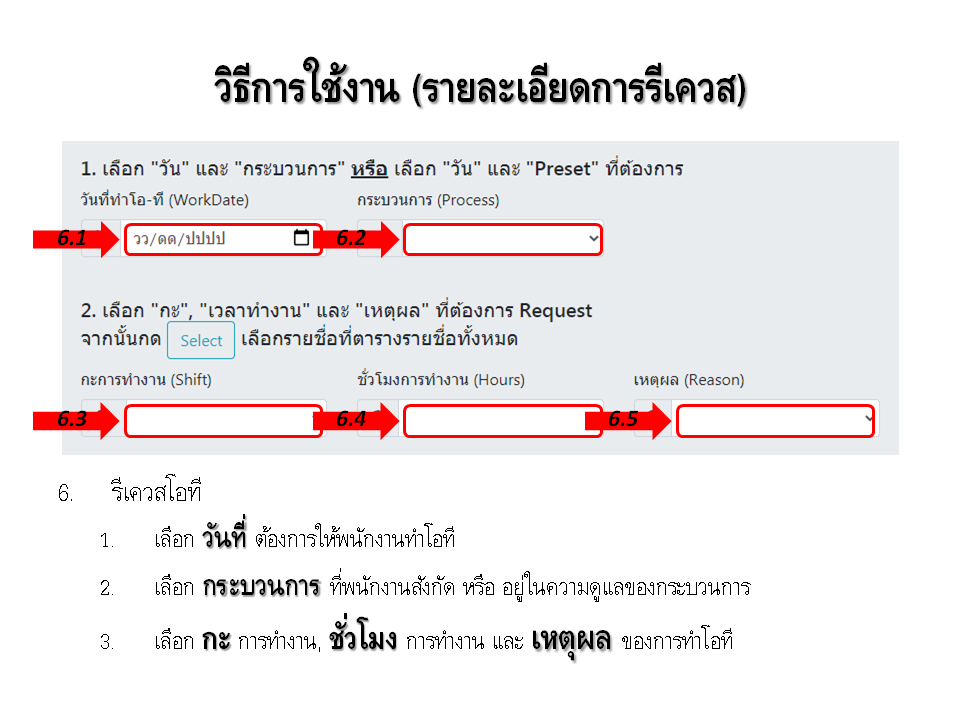 วิธีการใช้งาน (รายละเอียดการรีเควส)
1. เลือก "วัน" และ "กระบวนการ" หรือ เลือก "วัน" และ "Preset" ที่ต้องการ
วันที่ทำโอ-ที (WorkDate) กระบวนการ (Process)
6.1 วว/ดด/ปปปป 6.2
2. เลือก "กะ", "เวลาทำงาน" และ "เหตุผล" ที่ต้องการ Request
จากนั้นกด Select เลือกรายชื่อที่ตารางรายชื่อทั้งหมด
กะการทำงาน (Shift) ชั่วโมงการทำงาน (Hours) เหตุผล (Reason)
6.3 6.4 6.5
6. รีเควสโอที
1. เลือก วันที่ ต้องการให้พนักงานทำโอที
2. เลือก กระบวนการ ที่พนักงานสังกัด หรือ อยู่ในความดูแลของกระบวนการ
3. เลือก กะ การทำงาน, ชั่วโมง การทำงาน และ เหตุผล ของการทำโอที